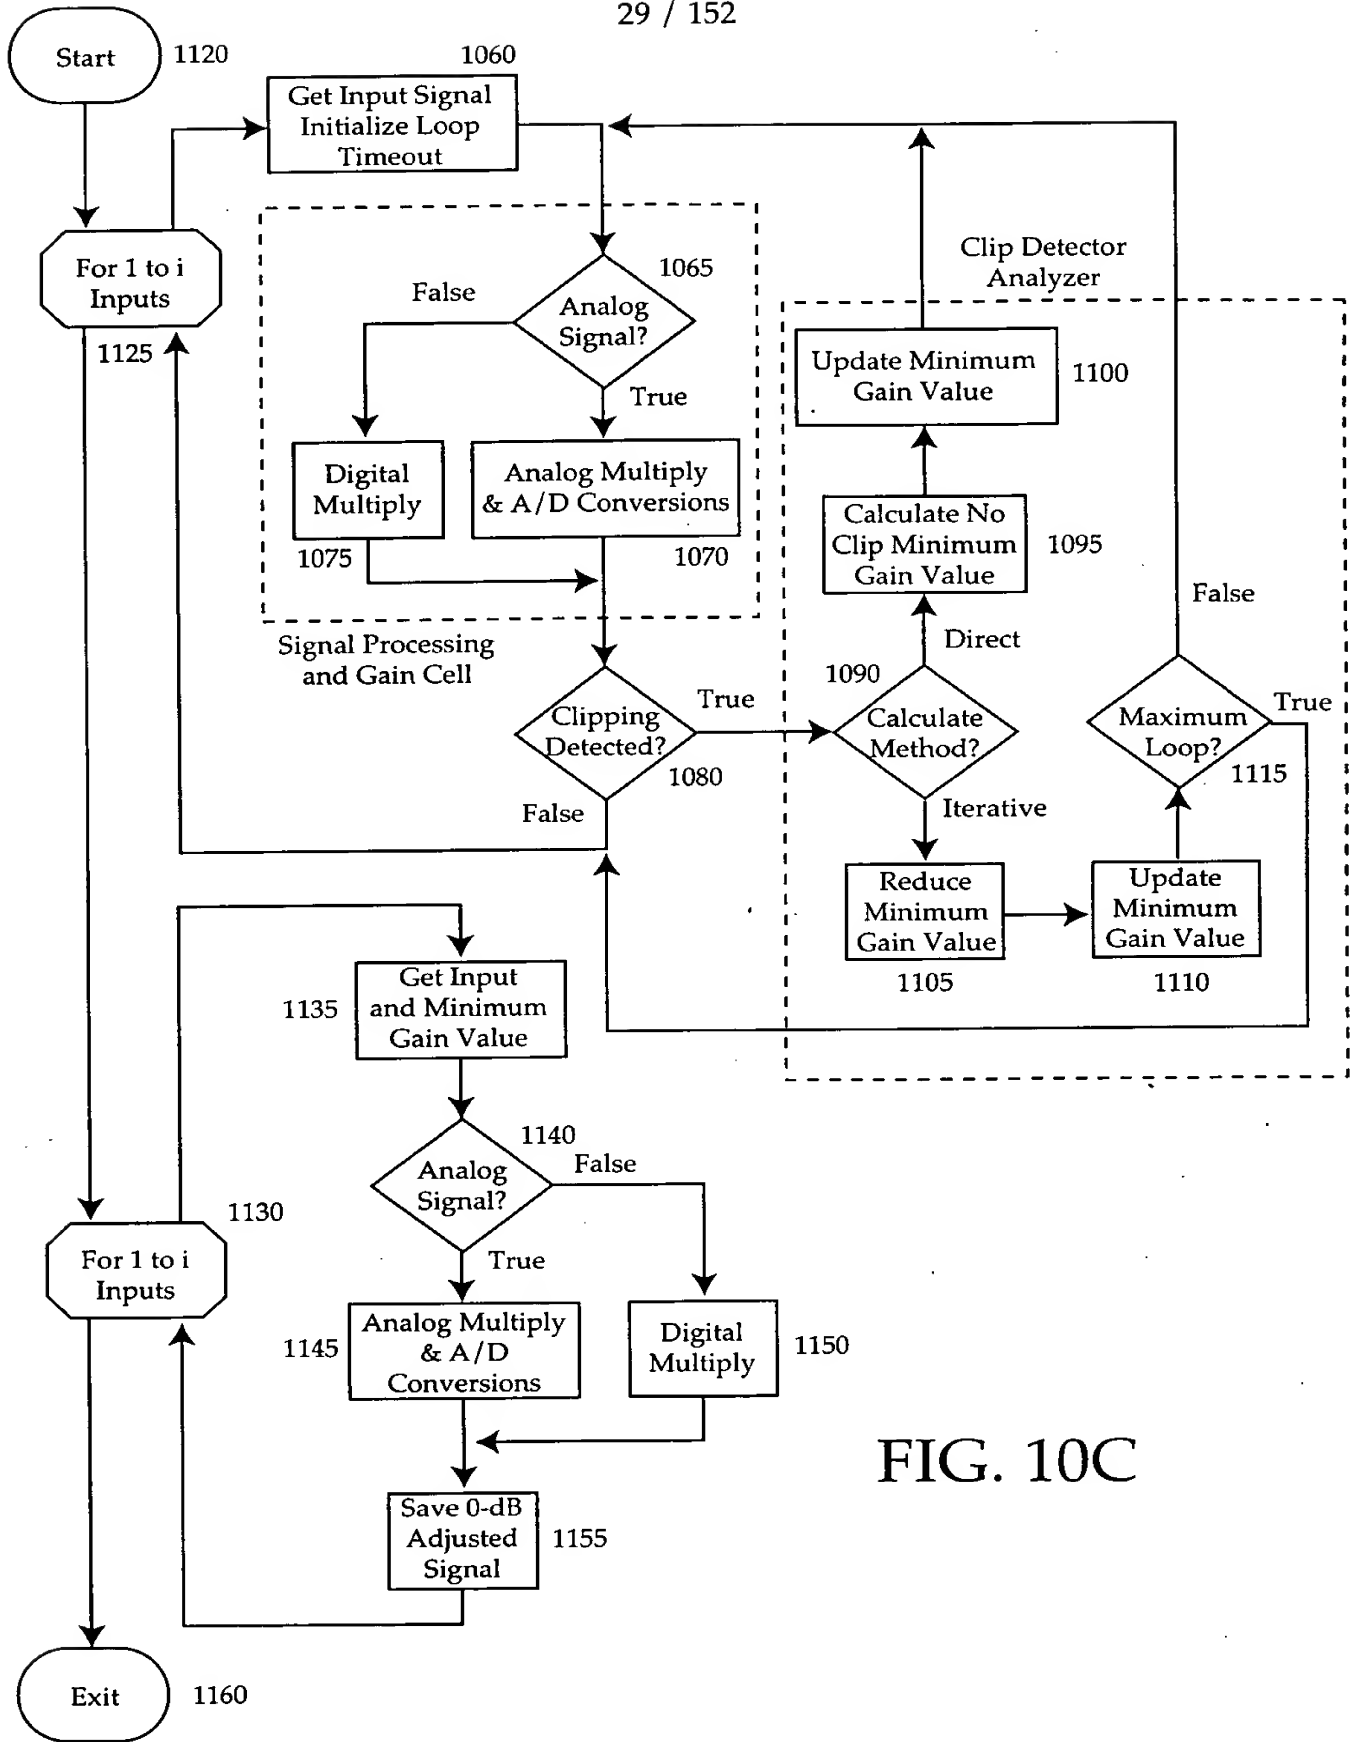 29 / 152
Start
1120
1060
Get Input Signal
Initialize Loop
Timeout
For 1 to i
Inputs
1125
False
1065
Analog
Signal?
True
Digital
Multiply
1075
Analog Multiply
& A/D Conversions
1070
Signal Processing
and Gain Cell
Clipping
Detected?
1080
True
False
Clip Detector
Analyzer
Update Minimum
Gain Value
1100
Calculate No
Clip Minimum
Gain Value
1095
Direct
1090
Calculate
Method?
Iterative
Reduce
Minimum
Gain Value
1105
Update
Minimum
Gain Value
1110
False
Maximum
Loop?
True
1115
1135
Get Input
and Minimum
Gain Value
1140
Analog
Signal?
False
True
1130
For 1 to i
Inputs
1145
Analog Multiply
& A/D
Conversions
Digital
Multiply
1150
Save 0-dB
Adjusted
Signal
1155
Exit
1160
FIG. 10C